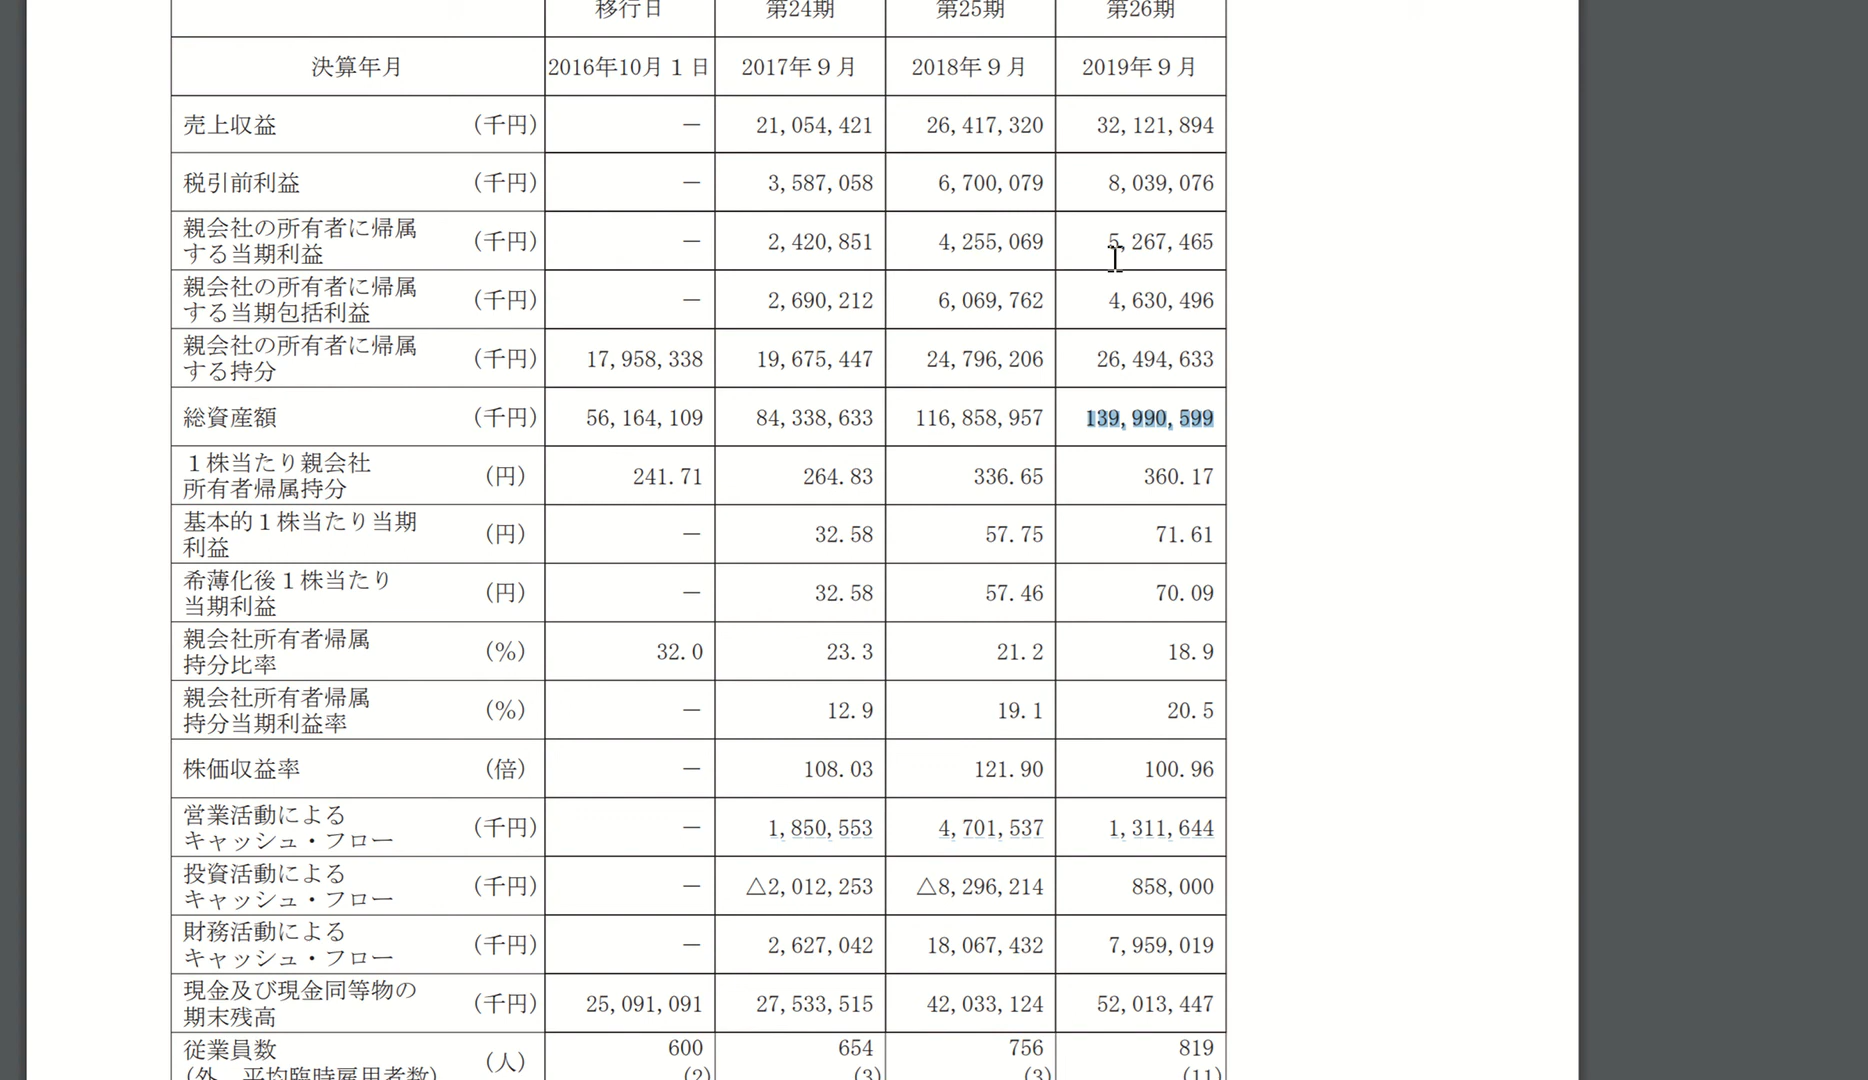 移行日 第24期 第25期 第26期
決算年月 2016年10月１日 2017年９月 2018年９月 2019年９月
売上収益 （千円） － 21,054,421 26,417,320 32,121,894
税引前利益 （千円） － 3,587,058 6,700,079 8,039,076
親会社の所有者に帰属
する当期利益 （千円） － 2,420,851 4,255,069 5,267,465
親会社の所有者に帰属
する当期包括利益 （千円） － 2,690,212 6,069,762 4,630,496
親会社の所有者に帰属
する持分 （千円） 17,958,338 19,675,447 24,796,206 26,494,633
総資産額 （千円） 56,164,109 84,338,633 116,858,957 139,990,599
１株当たり親会社
所有者帰属持分 （円） 241.71 264.83 336.65 360.17
基本的１株当たり当期
利益 （円） － 32.58 57.75 71.61
希薄化後１株当たり
当期利益 （円） － 32.58 57.46 70.09
親会社所有者帰属
持分比率 （％） 32.0 23.3 21.2 18.9
親会社所有者帰属
持分当期利益率 （％） － 12.9 19.1 20.5
株価収益率 （倍） － 108.03 121.90 100.96
営業活動による
キャッシュ・フロー （千円） － 1,850,553 4,701,537 1,311,644
投資活動による
キャッシュ・フロー （千円） － △2,012,253 △8,296,214 858,000
財務活動による
キャッシュ・フロー （千円） － 2,627,042 18,067,432 7,959,019
現金及び現金同等物の
期末残高 （千円） 25,091,091 27,533,515 42,033,124 52,013,447
従業員数 （人） 600 654 756 819
（外、平均臨時雇用者数） (2) (3) (3) (11)